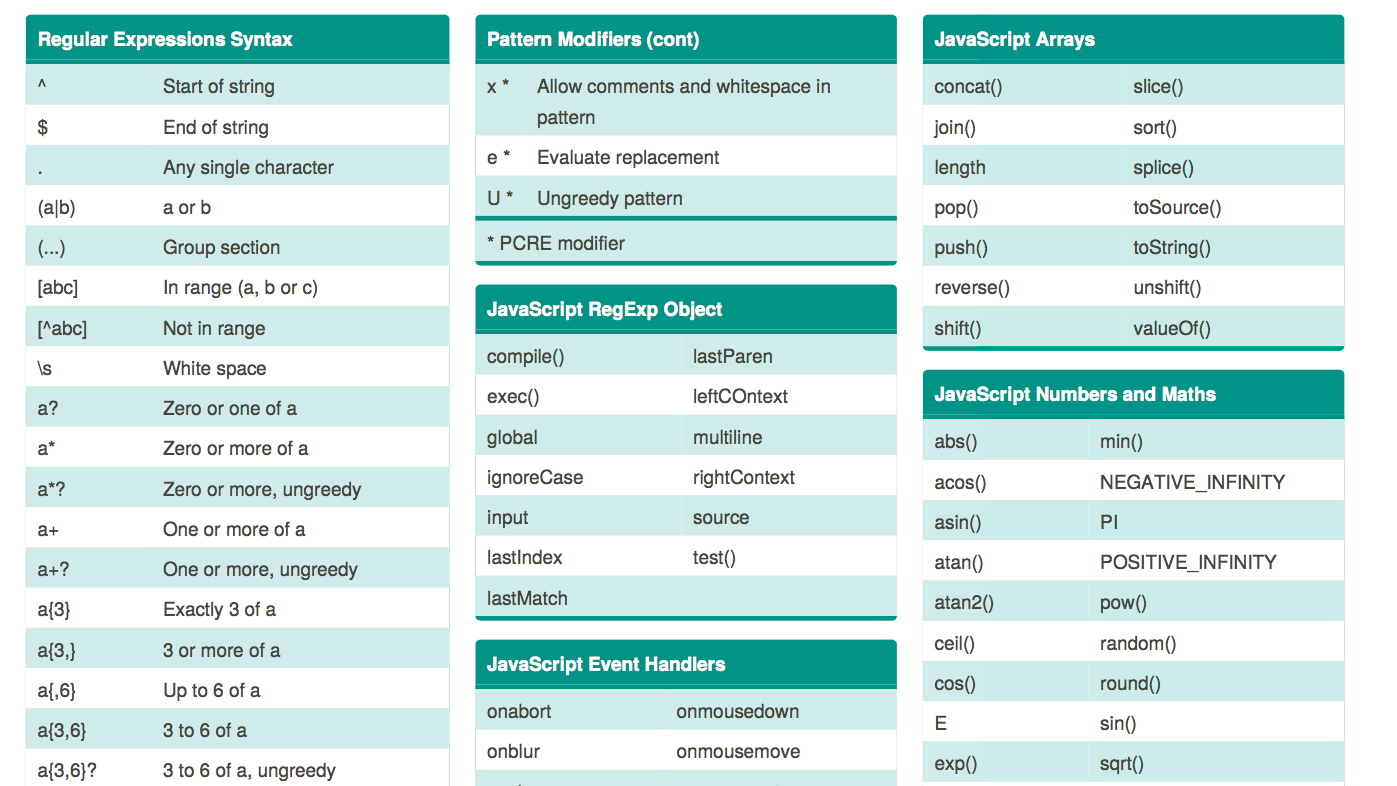 Regular Expressions Syntax
^ Start of string
$ End of string
. Any single character
(a|b) a or b
(...) Group section
[abc] In range (a, b or c)
[^abc] Not in range
\s White space
a? Zero or one of a
a* Zero or more of a
a*? Zero or more, ungreedy
a+ One or more of a
a+? One or more, ungreedy
a{3} Exactly 3 of a
a{3,} 3 or more of a
a{,6} Up to 6 of a
a{3,6} 3 to 6 of a
a{3,6}? 3 to 6 of a, ungreedy
Pattern Modifiers (cont)
x * Allow comments and whitespace in
pattern
e * Evaluate replacement
U * Ungreedy pattern
* PCRE modifier
JavaScript RegExp Object
compile() lastParen
exec() leftCOntext
global multiline
ignoreCase rightContext
input source
lastIndex test()
lastMatch
JavaScript Event Handlers
onabort onmousedown
onblur onmousemove
JavaScript Arrays
concat() slice()
join() sort()
length splice()
pop() toSource()
push() toString()
reverse() unshift()
shift() valueOf()
JavaScript Numbers and Maths
abs() min()
acos() NEGATIVE_INFINITY
asin() PI
atan() POSITIVE_INFINITY
atan2() pow()
ceil() random()
cos() round()
E sin()
exp() sqrt()